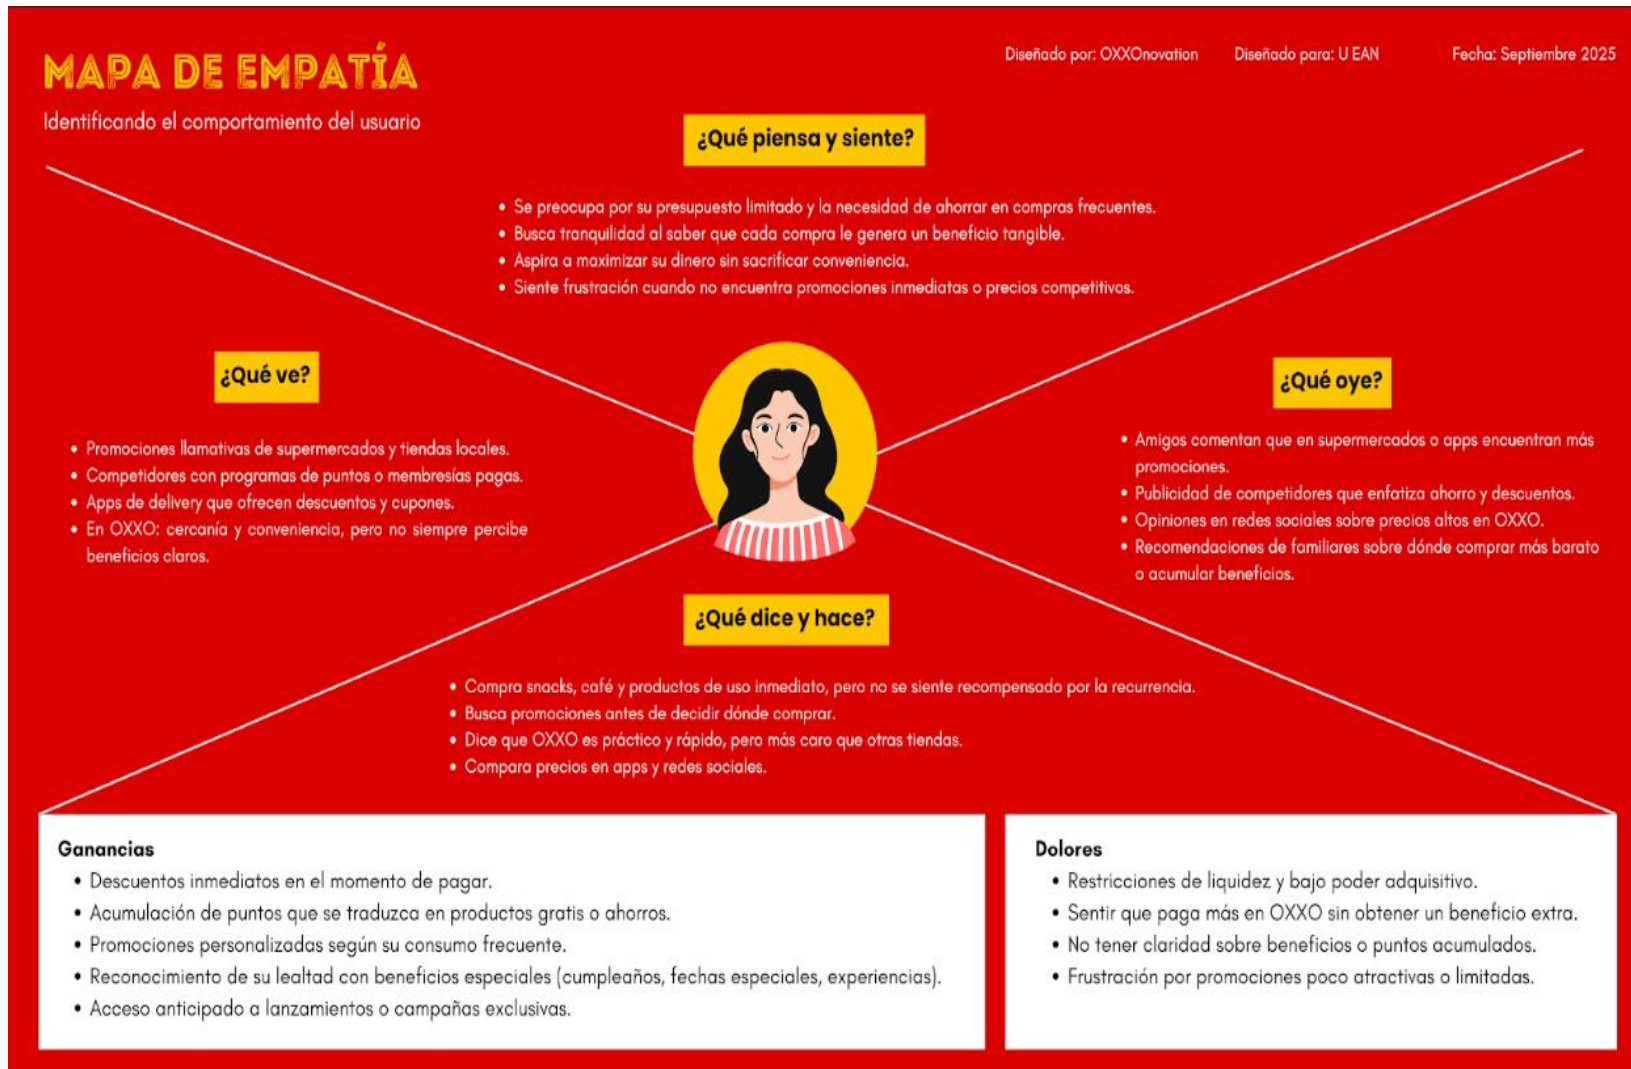 MAPA DE EMPATÍA
Identificando el comportamiento del usuario
Diseñado por: OXXOnovation
Diseñado para: U EAN
Fecha: Septiembre 2025
¿Qué piensa y siente?
• Se preocupa por su presupuesto limitado y la necesidad de ahorrar en compras frecuentes.
• Busca tranquilidad al saber que cada compra le genera un beneficio tangible.
• Aspira a maximizar su dinero sin sacrificar conveniencia.
• Siente frustración cuando no encuentra promociones inmediatas o precios competitivos.
¿Qué ve?
• Promociones llamativas de supermercados y tiendas locales.
• Competidores con programas de puntos o membresías pagas.
• Apps de delivery que ofrecen descuentos y cupones.
• En OXXO: cercanía y conveniencia, pero no siempre percibe
beneficios claros.
¿Qué oye?
• Amigos comentan que en supermercados o apps encuentran más
promociones.
• Publicidad de competidores que enfatiza ahorro y descuentos.
• Opiniones en redes sociales sobre precios altos en OXXO.
• Recomendaciones de familiares sobre dónde comprar más barato
o acumular beneficios.
¿Qué dice y hace?
• Compra snacks, café y productos de uso inmediato, pero no se siente recompensado por la recurrencia.
• Busca promociones antes de decidir dónde comprar.
• Dice que OXXO es práctico y rápido, pero más caro que otras tiendas.
• Compara precios en apps y redes sociales.
Ganancias
• Descuentos inmediatos en el momento de pagar.
• Acumulación de puntos que se traduzca en productos gratis o ahorros.
• Promociones personalizadas según su consumo frecuente.
• Reconocimiento de su lealtad con beneficios especiales (cumpleaños, fechas especiales, experiencias).
• Acceso anticipado a lanzamientos o campañas exclusivas.
Dolores
• Restricciones de liquidez y bajo poder adquisitivo.
• Sentir que paga más en OXXO sin obtener un beneficio extra.
• No tener claridad sobre beneficios o puntos acumulados.
• Frustración por promociones poco atractivas o limitadas.